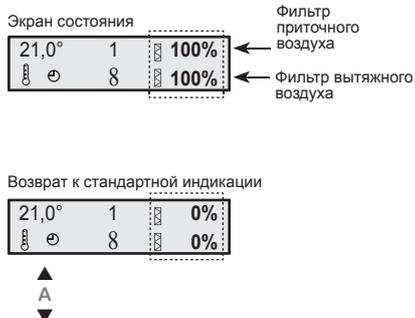 Экран состояния
Фильтр
приточного
воздуха
21,0° 1 100%
8 100%
Фильтр вытяжного
воздуха
Возврат к стандартной индикации
21,0° 1 0%
8 0%
A